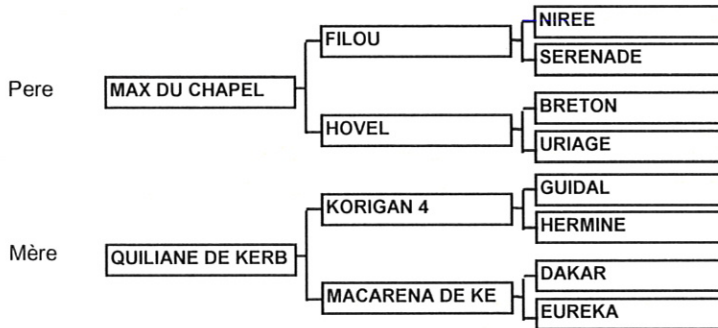 NIREE
FILOU
SERENADE
Pere
MAX DU CHAPEL
BRETON
HOVEL
URIAGE
GUIDAL
KORIGAN 4
HERMINE
Mère
QUILIANE DE KERB
DAKAR
MACARENA DE KE
EUREKA